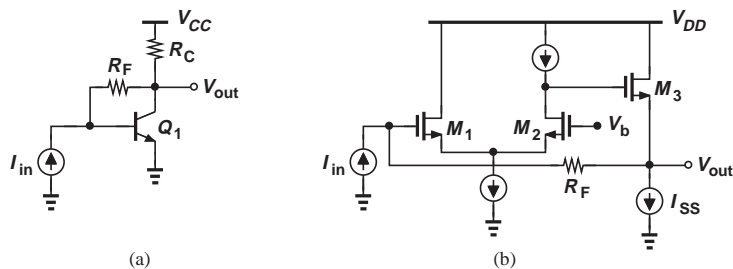 V_CC
R_C
R_F
V_out
Q_1
I_in
(a)
V_DD
M_3
M_1
M_2
V_b
I_in
R_F
V_out
I_SS
(b)